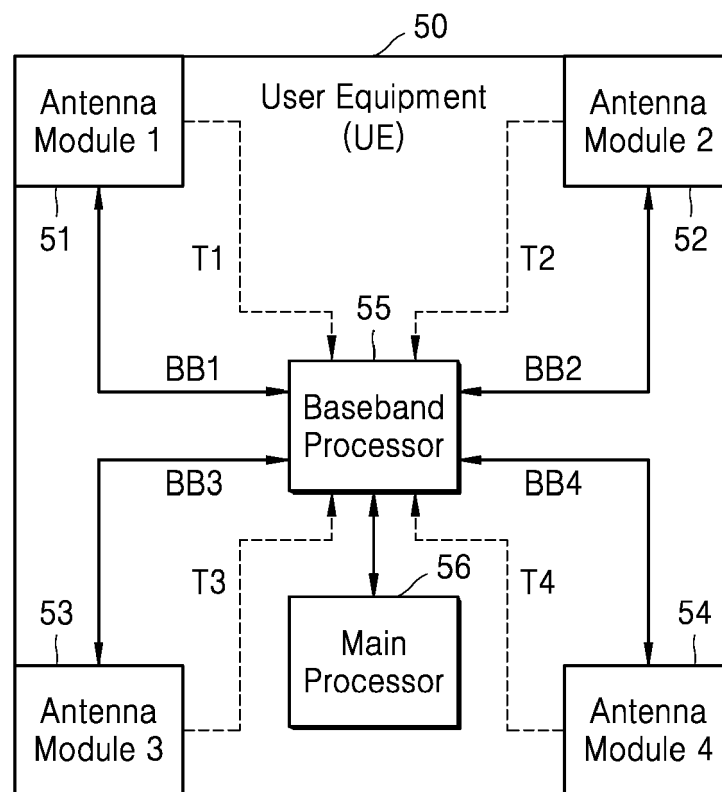 50
Antenna
Module 1
User Equipment
(UE)
Antenna
Module 2
51
52
T1
T2
55
BB1
BB2
Baseband
Processor
BB3
BB4
T3
T4
56
53
54
Main
Processor
Antenna
Module 3
Antenna
Module 4